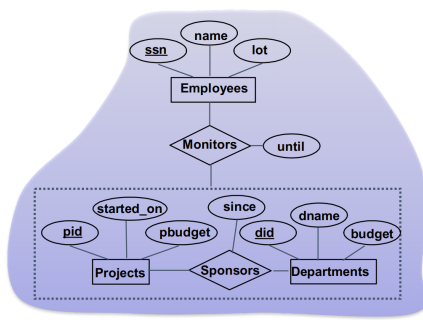 name
ssn
lot
Employees
Monitors
until
started_on
since
dname
pid
pbudget
did
budget
Projects
Sponsors
Departments